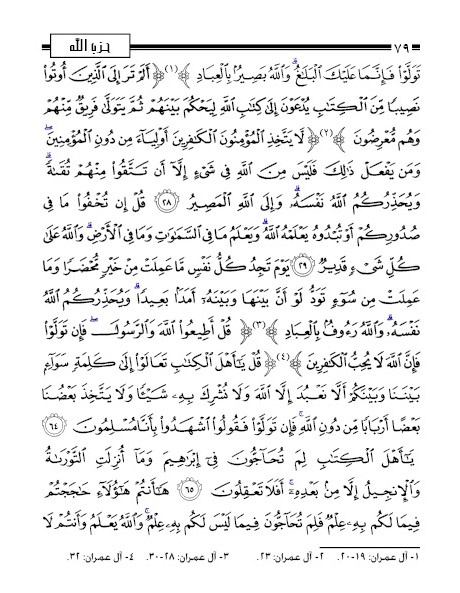 ٧٩ حزب الله
تَوَلَّوْا۟ فَإِنَّمَا عَلَيْكَ ٱلْبَلَٰغُ ۗ وَٱللَّهُ بَصِيرٌۢ بِٱلْعِبَادِ ﴾(١) ﴿ أَلَمْ تَرَ إِلَى ٱلَّذِينَ أُوتُوا۟
نَصِيبًا مِّنَ ٱلْكِتَٰبِ يُدْعَوْنَ إِلَىٰ كِتَٰبِ ٱللَّهِ لِيَحْكُمَ بَيْنَهُمْ ثُمَّ يَتَوَلَّىٰ فَرِيقٌ مِّنْهُمْ
وَهُم مُّعْرِضُونَ ﴾(٢) ﴿ لَّا يَتَّخِذِ ٱلْمُؤْمِنُونَ ٱلْكَٰفِرِينَ أَوْلِيَآءَ مِن دُونِ ٱلْمُؤْمِنِينَ ۖ
وَمَن يَفْعَلْ ذَٰلِكَ فَلَيْسَ مِنَ ٱللَّهِ فِى شَىْءٍ إِلَّآ أَن تَتَّقُوا۟ مِنْهُمْ تُقَىٰةً ۗ
وَيُحَذِّرُكُمُ ٱللَّهُ نَفْسَهُۥ ۗ وَإِلَى ٱللَّهِ ٱلْمَصِيرُ ٢٨ قُلْ إِن تُخْفُوا۟ مَا فِى
صُدُورِكُمْ أَوْ تُبْدُوهُ يَعْلَمْهُ ٱللَّهُ ۗ وَيَعْلَمُ مَا فِى ٱلسَّمَٰوَٰتِ وَمَا فِى ٱلْأَرْضِ ۗ وَٱللَّهُ عَلَىٰ
كُلِّ شَىْءٍ قَدِيرٌ ٢٩ يَوْمَ تَجِدُ كُلُّ نَفْسٍ مَّا عَمِلَتْ مِنْ خَيْرٍ مُّحْضَرًا وَمَا
عَمِلَتْ مِن سُوٓءٍ تَوَدُّ لَوْ أَنَّ بَيْنَهَا وَبَيْنَهُۥٓ أَمَدًۢا بَعِيدًا ۗ وَيُحَذِّرُكُمُ ٱللَّهُ
نَفْسَهُۥ ۗ وَٱللَّهُ رَءُوفٌۢ بِٱلْعِبَادِ ﴾(٣) ﴿ قُلْ أَطِيعُوا۟ ٱللَّهَ وَٱلرَّسُولَ ۖ فَإِن تَوَلَّوْا۟
فَإِنَّ ٱللَّهَ لَا يُحِبُّ ٱلْكَٰفِرِينَ ﴾(٤) ﴿ قُلْ يَٰٓأَهْلَ ٱلْكِتَٰبِ تَعَالَوْا۟ إِلَىٰ كَلِمَةٍ سَوَآءٍۭ
بَيْنَنَا وَبَيْنَكُمْ أَلَّا نَعْبُدَ إِلَّا ٱللَّهَ وَلَا نُشْرِكَ بِهِۦ شَيْـًٔا وَلَا يَتَّخِذَ بَعْضُنَا
بَعْضًا أَرْبَابًا مِّن دُونِ ٱللَّهِ ۚ فَإِن تَوَلَّوْا۟ فَقُولُوا۟ ٱشْهَدُوا۟ بِأَنَّا مُسْلِمُونَ ٦٤
يَٰٓأَهْلَ ٱلْكِتَٰبِ لِمَ تُحَآجُّونَ فِىٓ إِبْرَٰهِيمَ وَمَآ أُنزِلَتِ ٱلتَّوْرَىٰةُ
وَٱلْإِنجِيلُ إِلَّا مِنۢ بَعْدِهِۦٓ ۚ أَفَلَا تَعْقِلُونَ ٦٥ هَٰٓأَنتُمْ هَٰٓؤُلَآءِ حَٰجَجْتُمْ
فِيمَا لَكُم بِهِۦ عِلْمٌ فَلِمَ تُحَآجُّونَ فِيمَا لَيْسَ لَكُم بِهِۦ عِلْمٌ ۚ وَٱللَّهُ يَعْلَمُ وَأَنتُمْ لَا
١- آل عمران: ١٩-٢٠. ٢- آل عمران: ٢٣. ٣- آل عمران: ٢٨-٣٠. ٤- آل عمران: ٣٢.